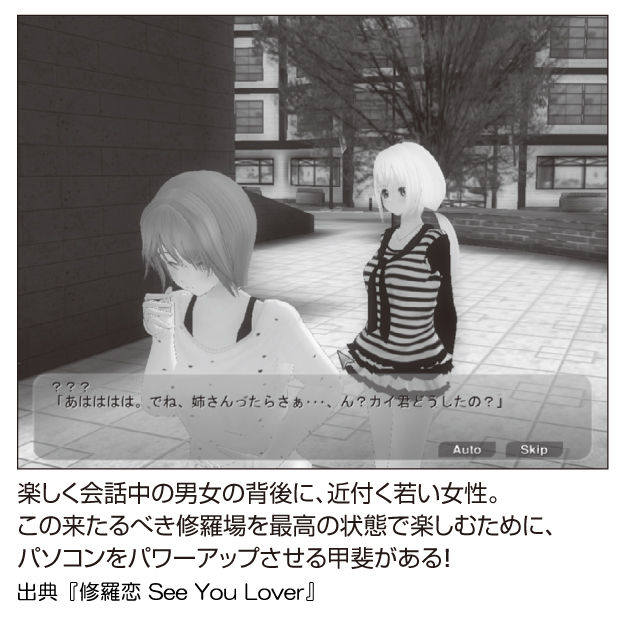 ？？？
「あはははは。でね、姉さんったらさぁ･･･、ん？カイ君どうしたの？」
Auto Skip
楽しく会話中の男女の背後に、近付く若い女性。
この来たるべき修羅場を最高の状態で楽しむために、
パソコンをパワーアップさせる甲斐がある!
出典『修羅恋 See You Lover』